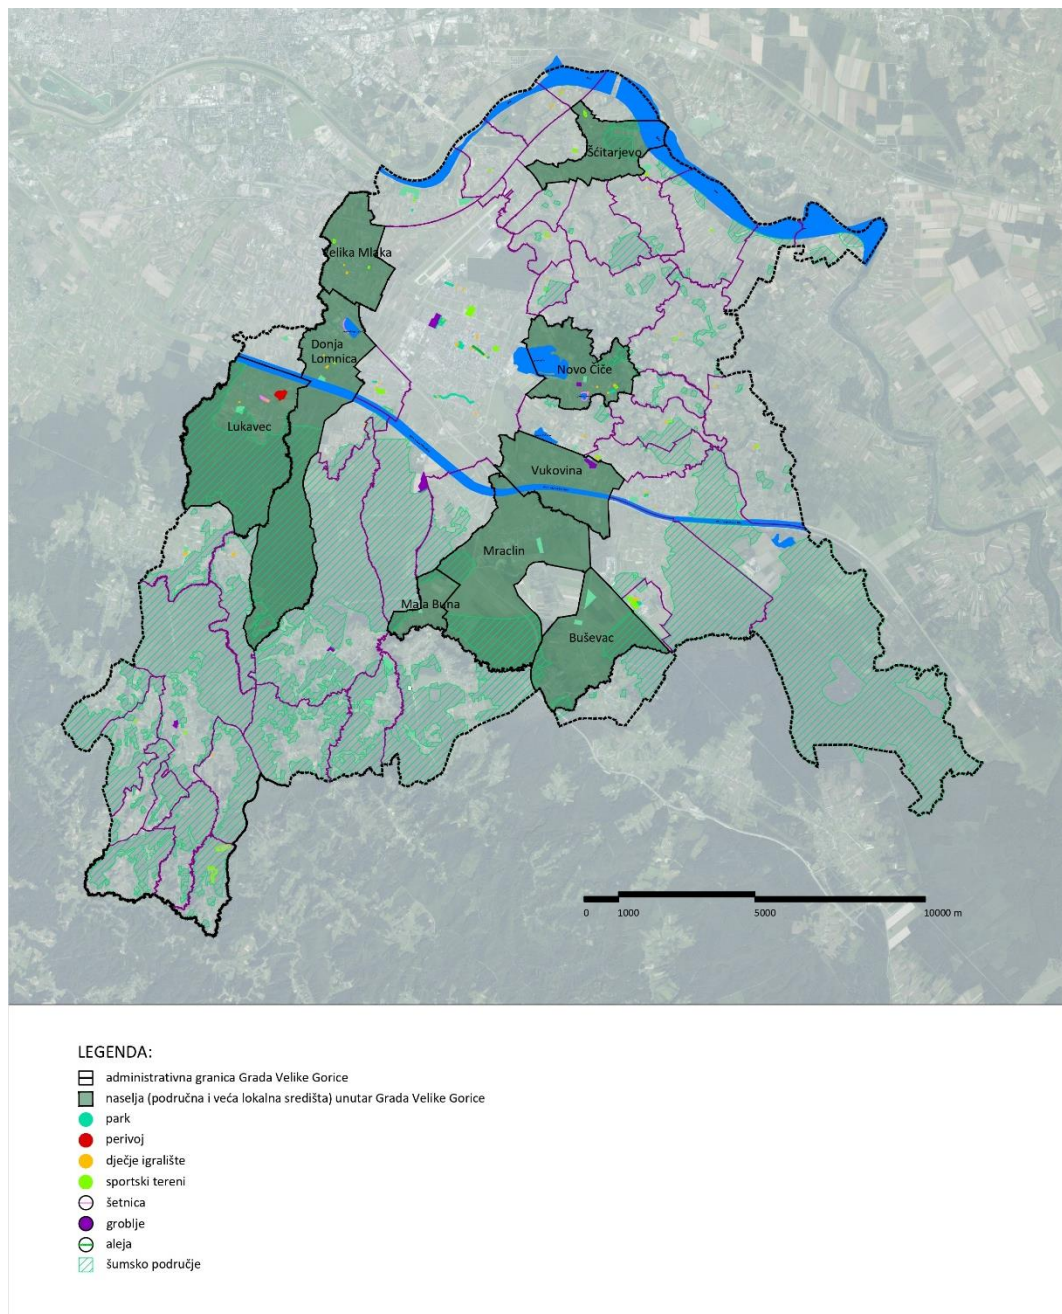 Šćitarjevo
Velika Mlaka
Donja
Lomnica
Novo Čiče
Lukavec
Vukovina
Mraclin
Mala Buna
Buševac
0 1000 5000 10000 m
LEGENDA:
administrativna granica Grada Velike Gorice
naselja (područna i veća lokalna središta) unutar Grada Velike Gorice
park
perivoj
dječje igralište
sportski tereni
šetnica
groblje
aleja
šumsko područje